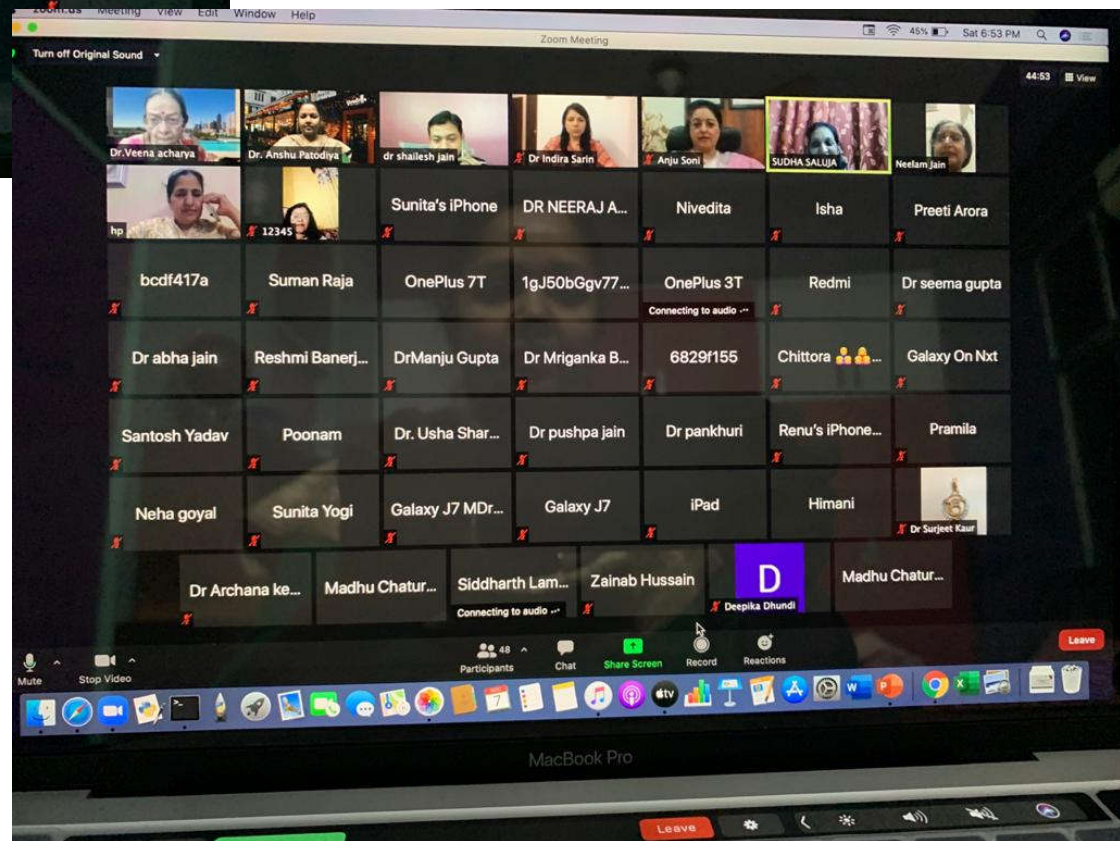 zoom.us Meeting View Edit Window Help
45% Sat 6:53 PM
Zoom Meeting
Turn off Original Sound
44:53 View
Dr.Veena acharya
Dr. Anshu Patodiya
dr shailesh jain
Dr Indira Sarin
Anju Soni
SUDHA SALUJA
Neelam Jain
hp
12345
Sunita's iPhone
DR NEERAJ A...
Nivedita
Isha
Preeti Arora
bcdf417a
Suman Raja
OnePlus 7T
1gJ50bGgv77...
OnePlus 3T
Connecting to audio ...
Redmi
Dr seema gupta
Dr abha jain
Reshmi Banerj...
DrManju Gupta
Dr Mriganka B...
6829f155
Chittora 👭 👭...
Galaxy On Nxt
Santosh Yadav
Poonam
Dr. Usha Shar...
Dr pushpa jain
Dr pankhuri
Renu's iPhone...
Pramila
Neha goyal
Sunita Yogi
Galaxy J7 MDr...
Galaxy J7
iPad
Himani
Dr Surjeet Kaur
Dr Archana ke...
Madhu Chatur...
Siddharth Lam...
Connecting to audio ...
Zainab Hussain
D
Deepika Dhundi
Madhu Chatur...
Mute
Stop Video
48
Participants
Chat
Share Screen
Record
Reactions
Leave
7
tv
W
P
X
MacBook Pro
Leave